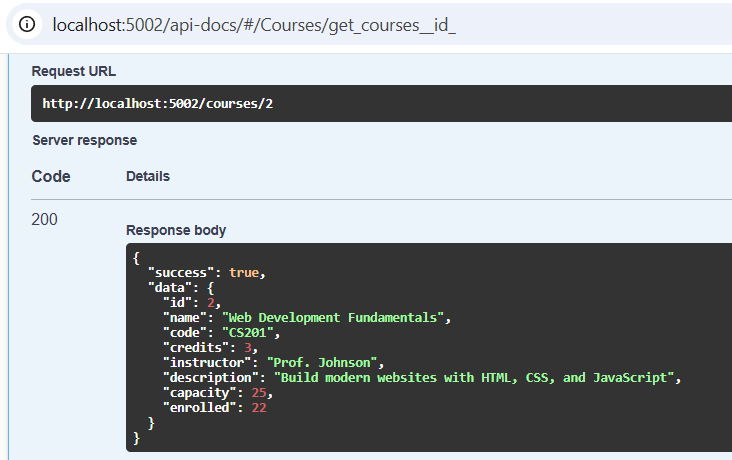 localhost:5002/api-docs/#/Courses/get_courses__id_
Request URL
http://localhost:5002/courses/2
Server response
Code Details
200
Response body
{
  "success": true,
  "data": {
    "id": 2,
    "name": "Web Development Fundamentals",
    "code": "CS201",
    "credits": 3,
    "instructor": "Prof. Johnson",
    "description": "Build modern websites with HTML, CSS, and JavaScript",
    "capacity": 25,
    "enrolled": 22
  }
}